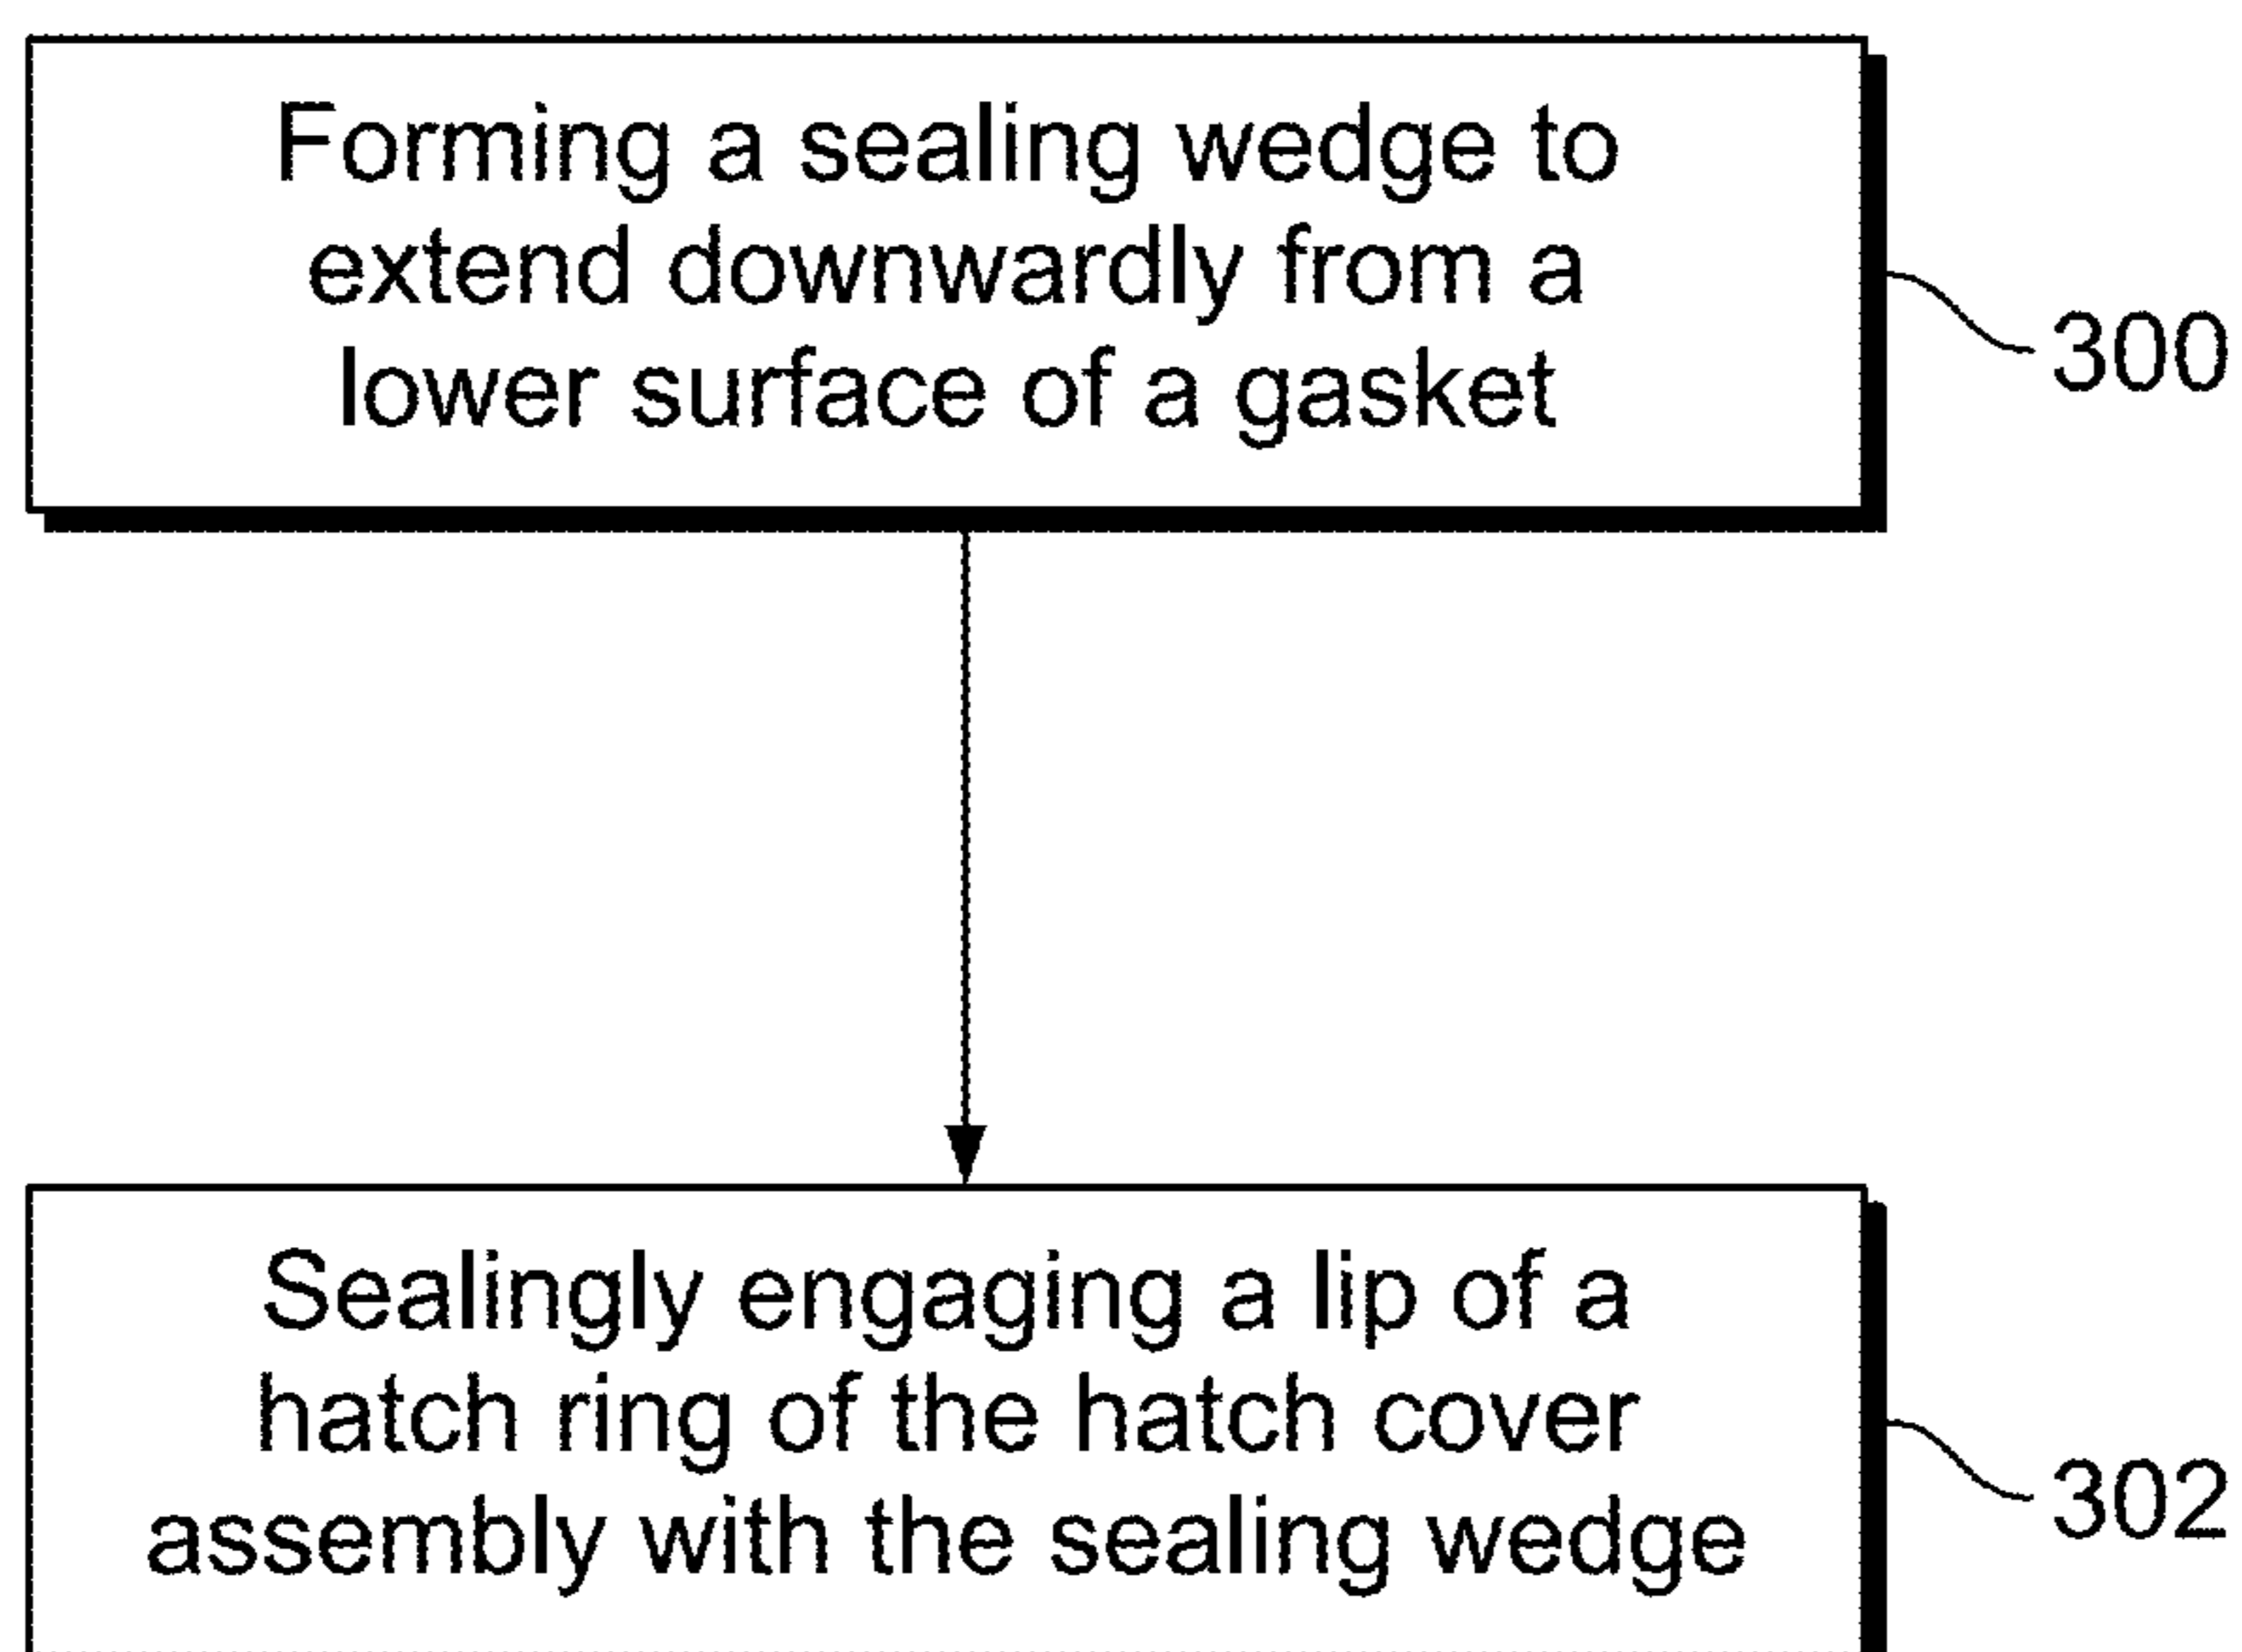 Forming a sealing wedge to
extend downwardly from a
lower surface of a gasket
300
Sealingly engaging a lip of a
hatch ring of the hatch cover
assembly with the sealing wedge
302